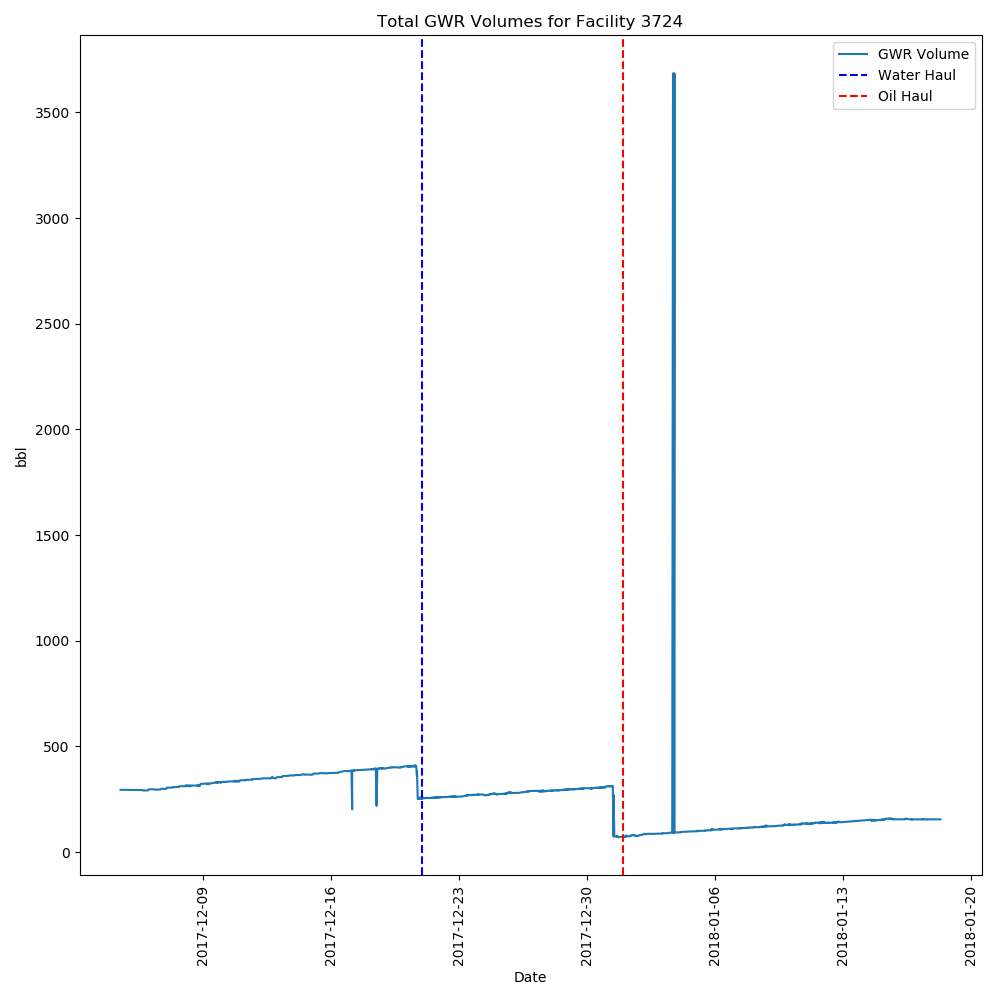 Total GWR Volumes for Facility 3724
GWR Volume
Water Haul
Oil Haul
3500
3000
2500
2000
1500
1000
500
0
bbl
2017-12-09
2017-12-16
2017-12-23
2017-12-30
2018-01-06
2018-01-13
2018-01-20
Date